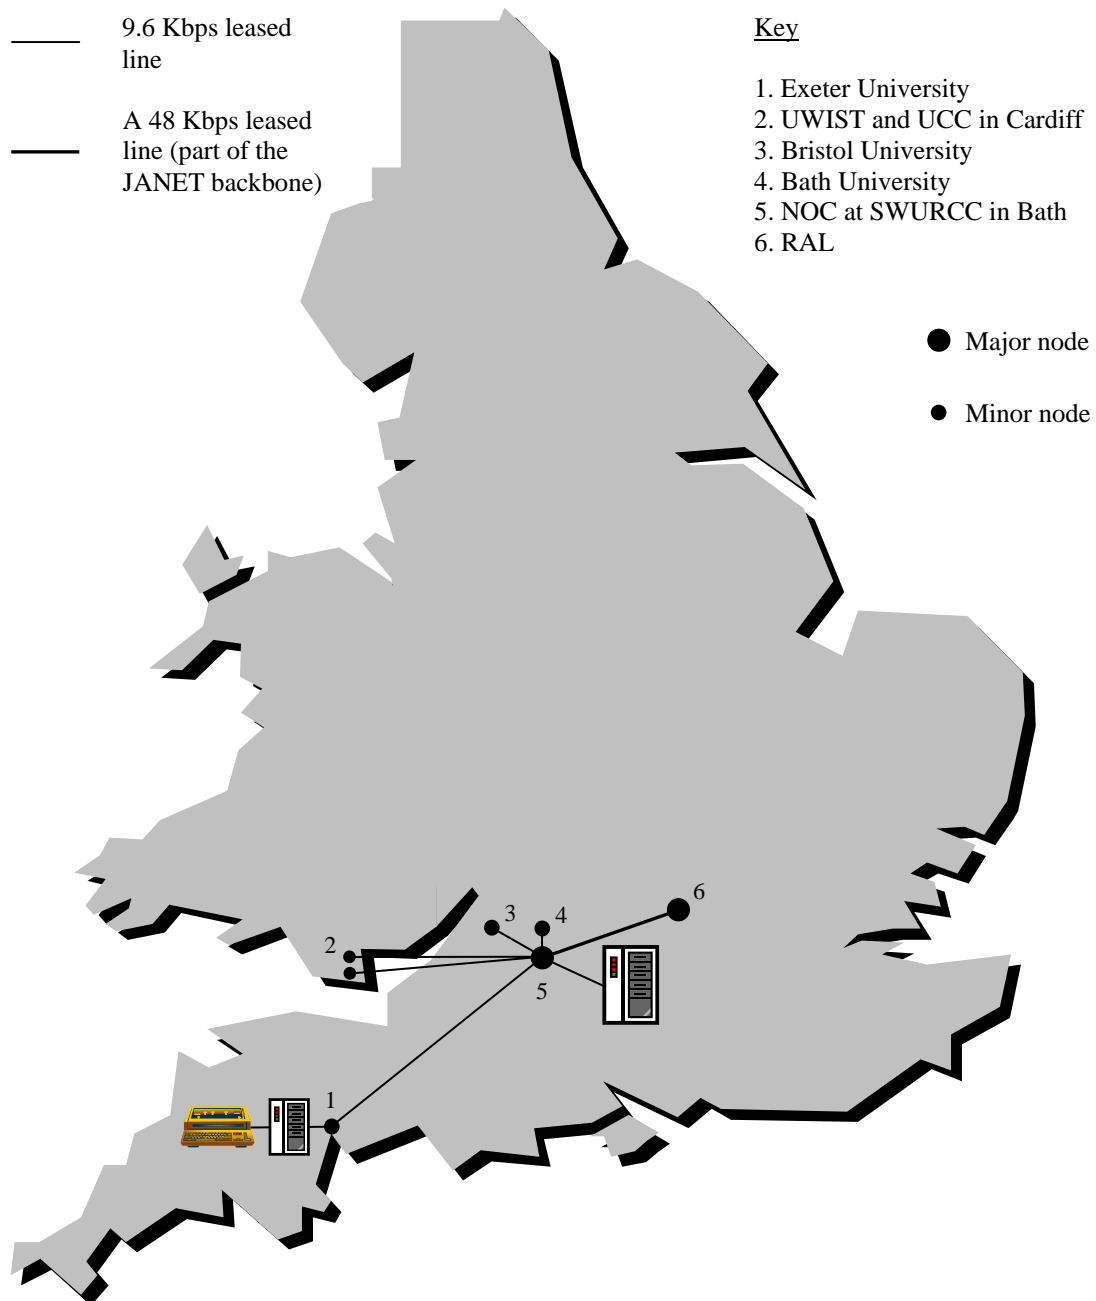 9.6 Kbps leased
line
A 48 Kbps leased
line (part of the
JANET backbone)
Key
1. Exeter University
2. UWIST and UCC in Cardiff
3. Bristol University
4. Bath University
5. NOC at SWURCC in Bath
6. RAL
Major node
Minor node
6
3
4
2
5
1